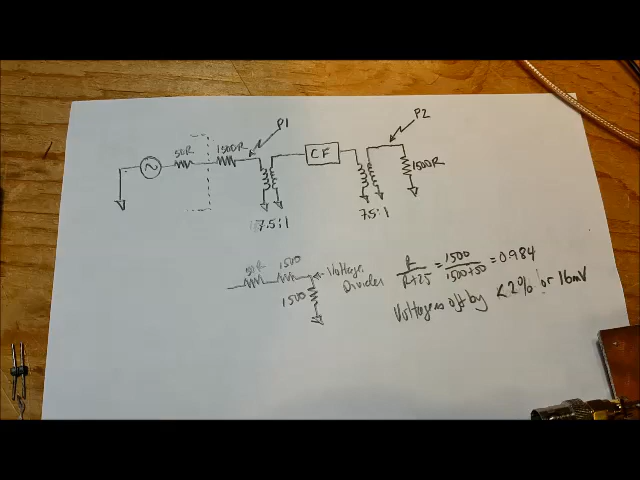 P1
P2
50R
1500R
CF
1500R
7.5:1
7.5:1
50R 1500
1500
Voltage
Divider
R/R+25 = 1500/1500+50 = 0.984
Voltage off by < 2% or 16mV